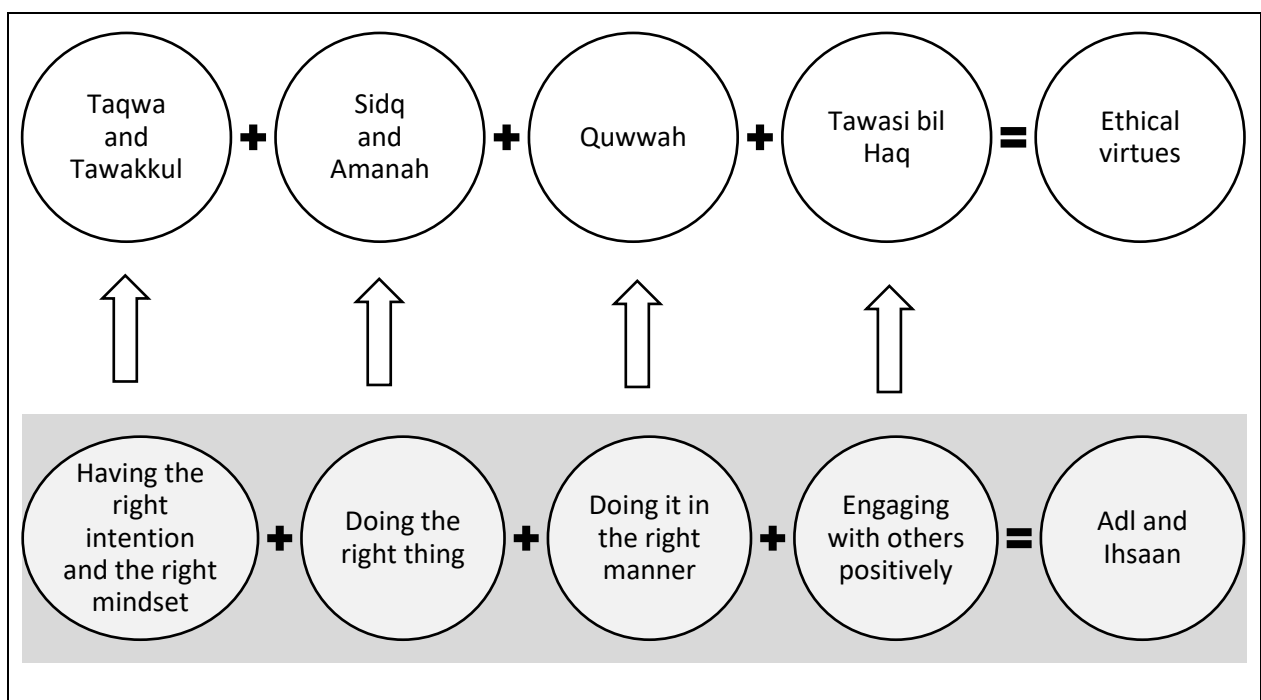 Taqwa
and
Tawakkul
+
Sidq
and
Amanah
+
Quwwah
+
Tawasi bil
Haq
=
Ethical
virtues
Having the
right
intention
and the right
mindset
+
Doing the
right thing
+
Doing it in
the right
manner
+
Engaging
with others
positively
=
Adl and
Ihsaan